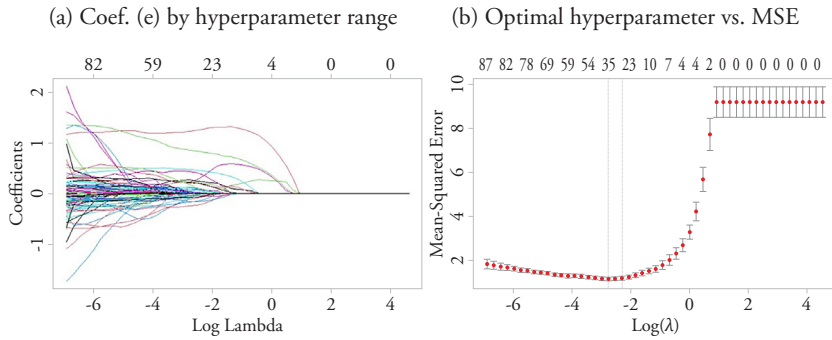 (a) Coef. (e) by hyperparameter range
82 59 23 4 0 0
2
1
0
-1
Coefficients
-6 -4 -2 0 2 4
Log Lambda
(b) Optimal hyperparameter vs. MSE
87 82 78 69 59 54 35 23 10 7 4 4 2 0 0 0 0 0 0 0 0
10
8
6
4
2
Mean-Squared Error
-6 -4 -2 0 2 4
Log(λ)